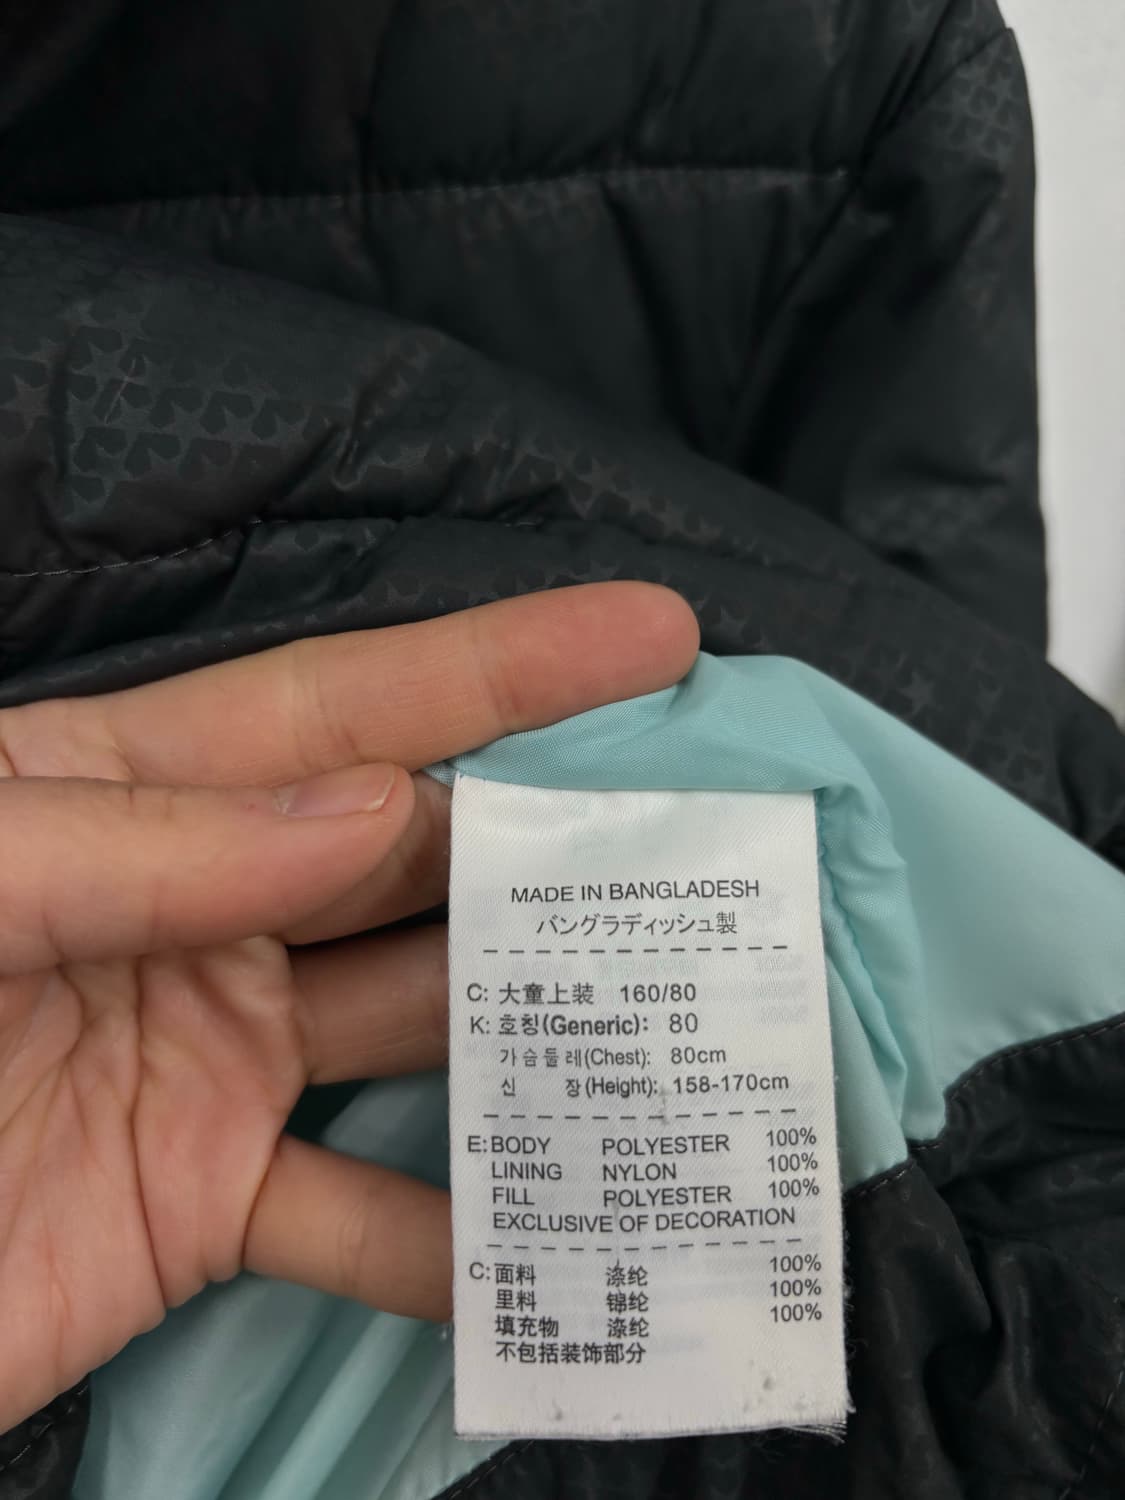 MADE IN BANGLADESH
バングラディッシュ製
C: 大童上装 160/80
K: 호칭(Generic): 80
가슴둘레(Chest): 80cm
신 장(Height): 158-170cm
E: BODY POLYESTER 100%
LINING NYLON 100%
FILL POLYESTER 100%
EXCLUSIVE OF DECORATION
C: 面料 涤纶 100%
里料 锦纶 100%
填充物 涤纶 100%
不包括装饰部分